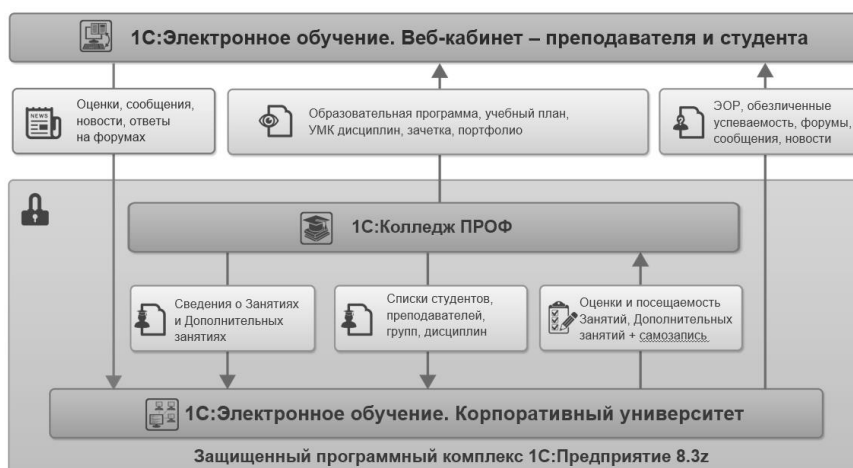 1С:Электронное обучение. Веб-кабинет – преподавателя и студента
NEWS
Оценки, сообщения,
новости, ответы
на форумах
Образовательная программа, учебный план,
УМК дисциплин, зачетка, портфолио
ЭОР, обезличенные
успеваемость, форумы,
сообщения, новости
1С:Колледж ПРОФ
Сведения о Занятиях
и Дополнительных
занятиях
Списки студентов,
преподавателей,
групп, дисциплин
Оценки и посещаемость
Занятий, Дополнительных
занятий + самозапись
1С:Электронное обучение. Корпоративный университет
Защищенный программный комплекс 1С:Предприятие 8.3z